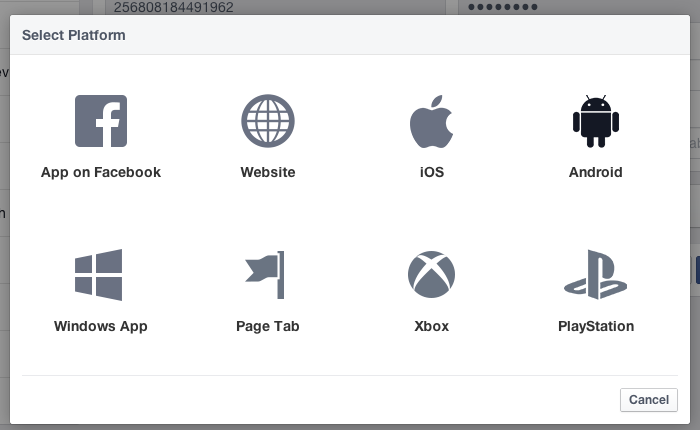 256808184491962
Select Platform
App on Facebook
Website
iOS
Android
Windows App
Page Tab
Xbox
PlayStation
Cancel